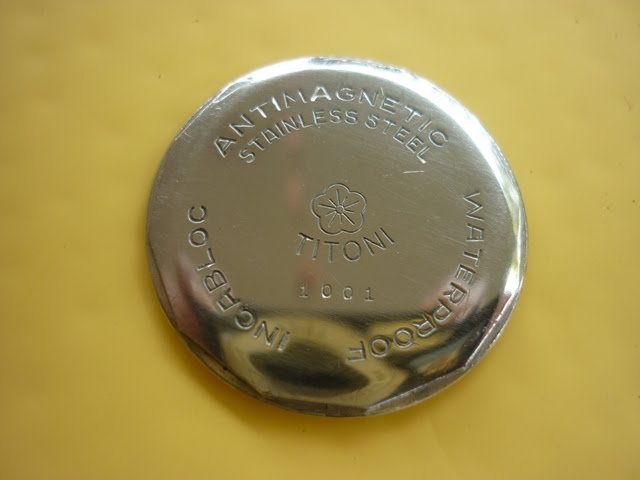 ANTIMAGNETIC
STAINLESS STEEL
WATERPROOF
INCABLOC
TITONI
1001